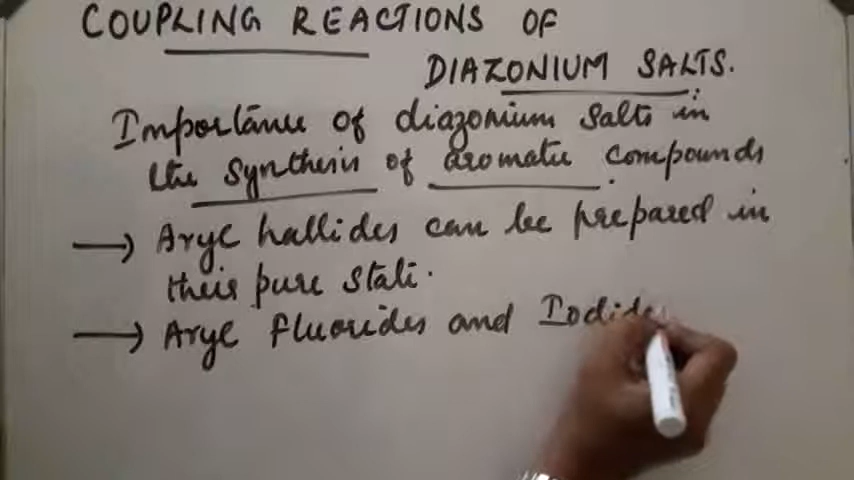 COUPLING REACTIONS OF
DIAZONIUM SALTS.
Importance of diazonium salts in
the synthesis of aromatic compounds.
→ Aryl hallides can be prepared in
their pure state.
→ Aryl fluorides and Iodide